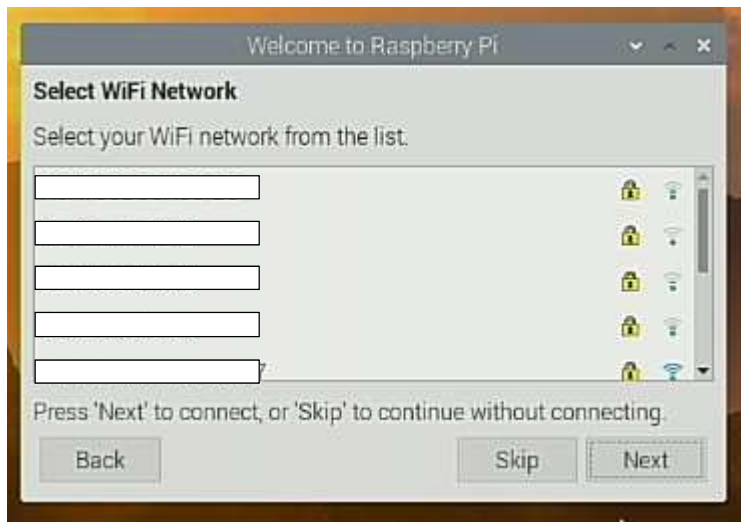 Welcome to Raspberry Pi
Select WiFi Network
Select your WiFi network from the list.
Press 'Next' to connect, or 'Skip' to continue without connecting.
Back
Skip
Next